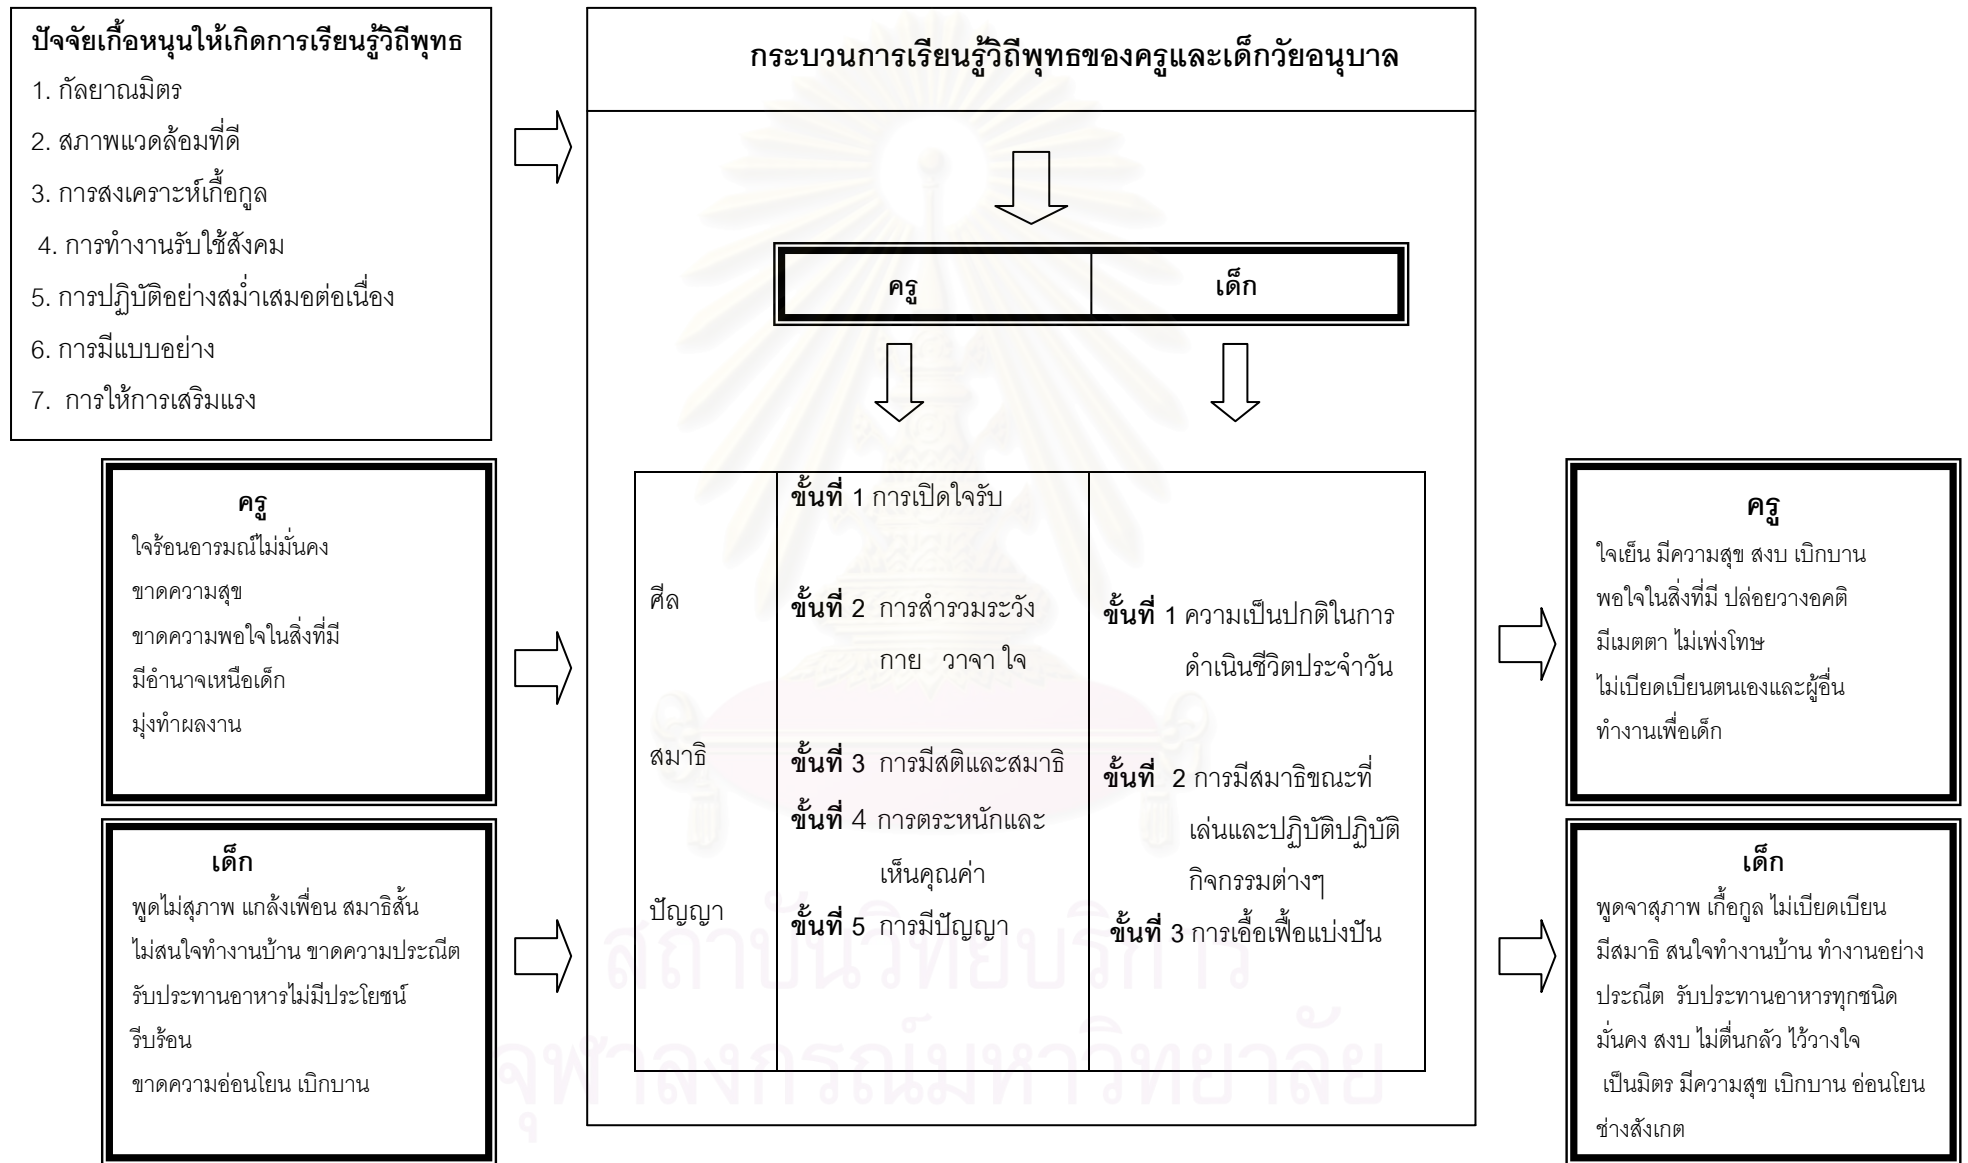 ปัจจัยเกื้อหนุนให้เกิดการเรียนรู้วิถีพุทธ
1. กัลยาณมิตร
2. สภาพแวดล้อมที่ดี
3. การสงเคราะห์เกื้อกูล
4. การทำงานรับใช้สังคม
5. การปฏิบัติอย่างสม่ำเสมอต่อเนื่อง
6. การมีแบบอย่าง
7. การให้การเสริมแรง
ครู
ใจร้อนอารมณ์ไม่มั่นคง
ขาดความสุข
ขาดความพอใจในสิ่งที่มี
มีอำนาจเหนือเด็ก
มุ่งทำผลงาน
เด็ก
พูดไม่สุภาพ แกล้งเพื่อน สมาธิสั้น
ไม่สนใจทำงานบ้าน ขาดความประณีต
รับประทานอาหารไม่มีประโยชน์
รีบร้อน
ขาดความอ่อนโยน เบิกบาน
กระบวนการเรียนรู้วิถีพุทธของครูและเด็กวัยอนุบาล
ครู
เด็ก
ศีล
สมาธิ
ปัญญา
ขั้นที่ 1 การเปิดใจรับ
ขั้นที่ 2 การสำรวมระวัง
กาย วาจา ใจ
ขั้นที่ 3 การมีสติและสมาธิ
ขั้นที่ 4 การตระหนักและ
เห็นคุณค่า
ขั้นที่ 5 การมีปัญญา
ขั้นที่ 1 ความเป็นปกติในการ
ดำเนินชีวิตประจำวัน
ขั้นที่ 2 การมีสมาธิขณะที่
เล่นและปฏิบัติปฏิบัติ
กิจกรรมต่างๆ
ขั้นที่ 3 การเอื้อเฟื้อแบ่งปัน
ครู
ใจเย็น มีความสุข สงบ เบิกบาน
พอใจในสิ่งที่มี ปล่อยวางอคติ
มีเมตตา ไม่เพ่งโทษ
ไม่เบียดเบียนตนเองและผู้อื่น
ทำงานเพื่อเด็ก
เด็ก
พูดจาสุภาพ เกื้อกูล ไม่เบียดเบียน
มีสมาธิ สนใจทำงานบ้าน ทำงานอย่าง
ประณีต รับประทานอาหารทุกชนิด
มั่นคง สงบ ไม่ตื่นกลัว ไว้วางใจ
เป็นมิตร มีความสุข เบิกบาน อ่อนโยน
ช่างสังเกต
สถาบันวิทยบริการ
จุฬาลงกรณ์มหาวิทยาลัย